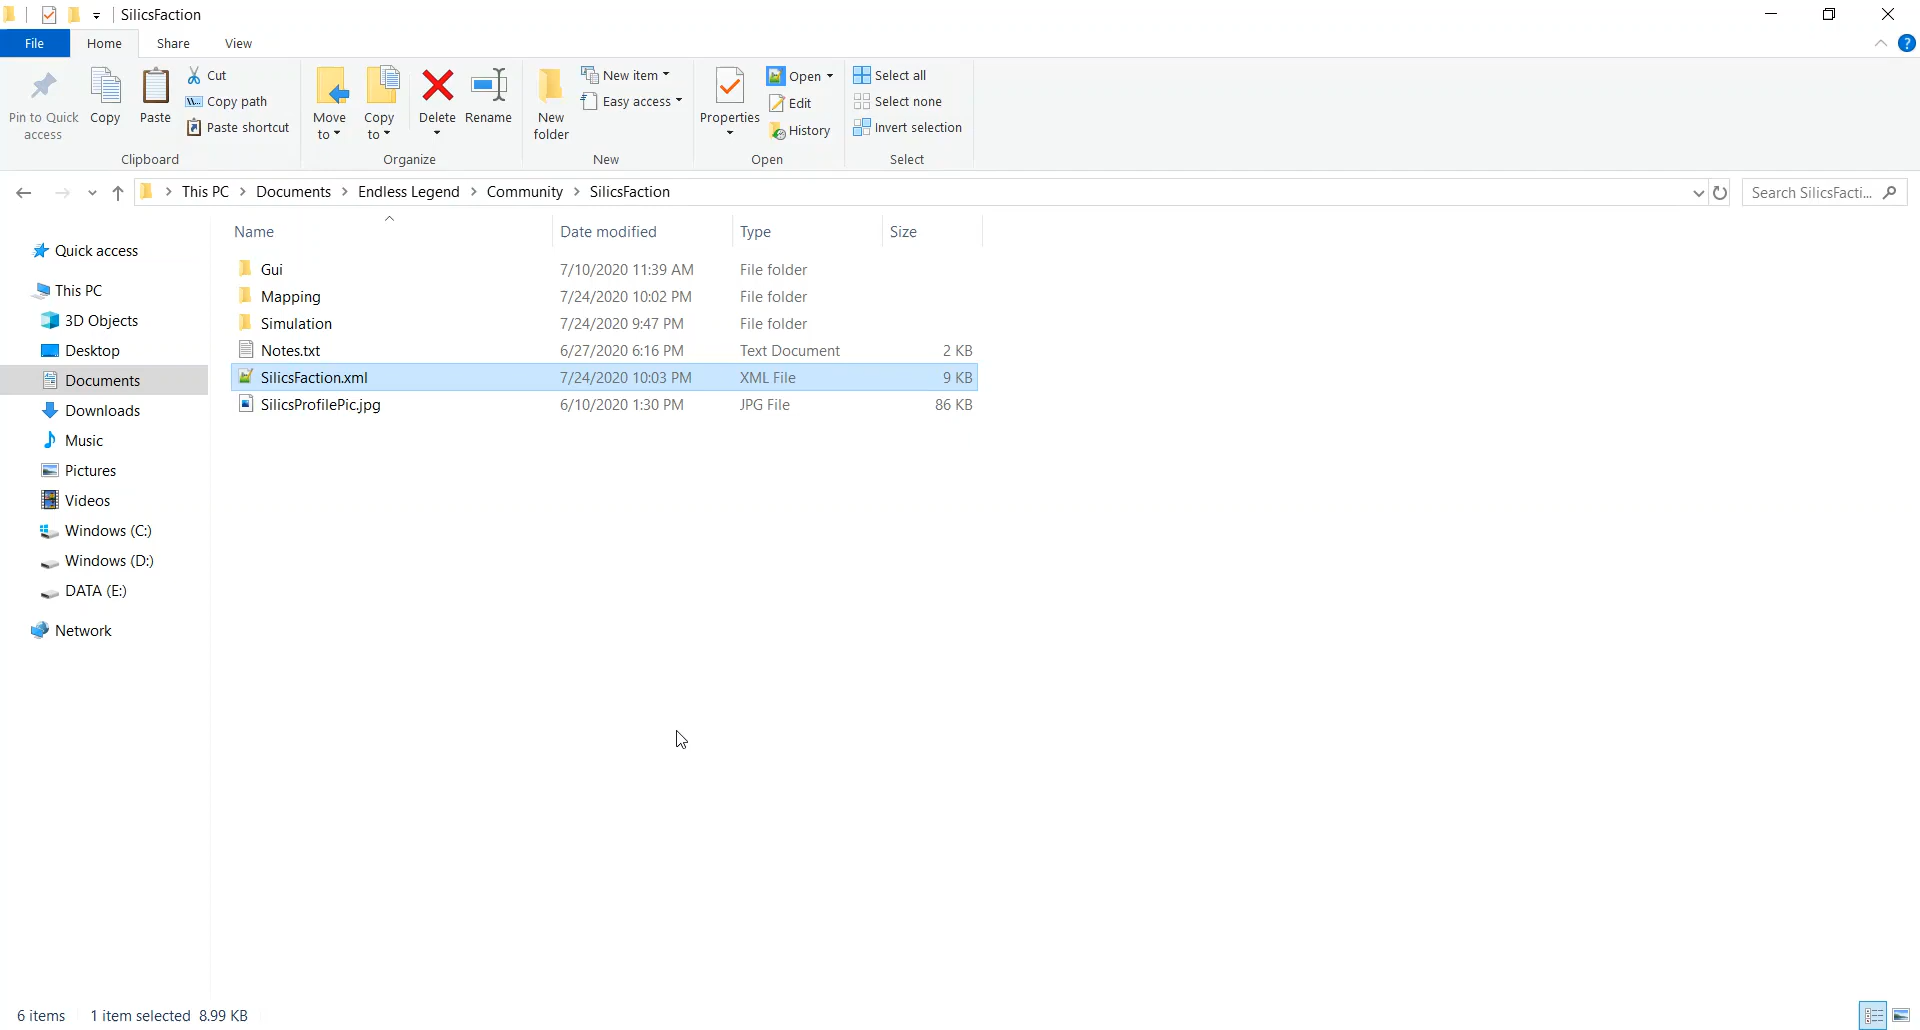 SilicsFaction
File Home Share View
Pin to Quick access
Copy
Paste
Cut
Copy path
Paste shortcut
Clipboard
Move to
Copy to
Delete
Rename
Organize
New folder
New item
Easy access
New
Properties
Open
Edit
History
Open
Select all
Select none
Invert selection
Select
This PC > Documents > Endless Legend > Community > SilicsFaction
Search SilicsFacti...
Name Date modified Type Size
Gui 7/10/2020 11:39 AM File folder
Mapping 7/24/2020 10:02 PM File folder
Simulation 7/24/2020 9:47 PM File folder
Notes.txt 6/27/2020 6:16 PM Text Document 2 KB
SilicsFaction.xml 7/24/2020 10:03 PM XML File 9 KB
SilicsProfilePic.jpg 6/10/2020 1:30 PM JPG File 86 KB
Quick access
This PC
3D Objects
Desktop
Documents
Downloads
Music
Pictures
Videos
Windows (C:)
Windows (D:)
DATA (E:)
Network
6 items 1 item selected 8.99 KB